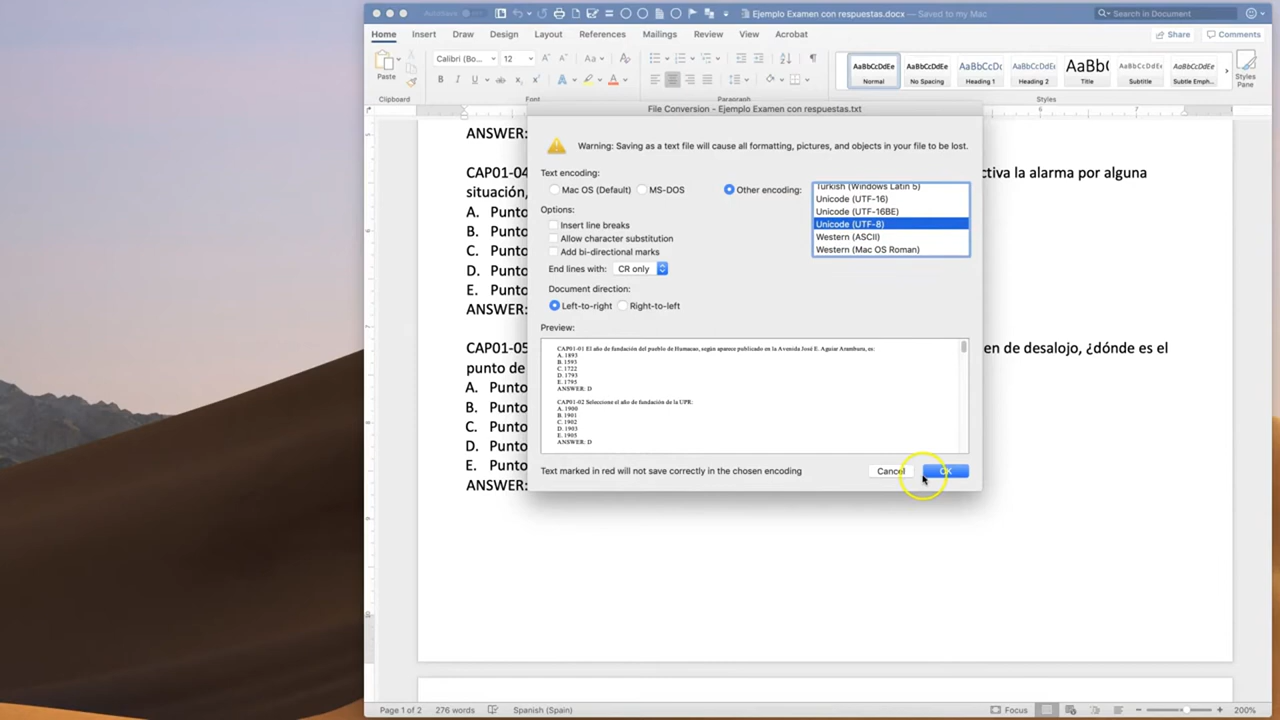 AutoSave
Ejemplo Examen con respuestas.docx — Saved to my Mac
Search in Document
Home Insert Draw Design Layout References Mailings Review View Acrobat
Share Comments
Paste
Clipboard
Calibri (Bo... 12
Font
Paragraph
AaBbCcDdEe AaBbCcDdEe AaBbCcDc AaBbCcDdEe AaBbC AaBbCcDdEe AaBbCcDdEe
Normal No Spacing Heading 1 Heading 2 Title Subtitle Subtle Emph...
Styles
Styles
Pane
File Conversion - Ejemplo Examen con respuestas.txt
Warning: Saving as a text file will cause all formatting, pictures, and objects in your file to be lost.
Text encoding:
Mac OS (Default) MS-DOS Other encoding:
Turkish (Windows Latin 5)
Unicode (UTF-16)
Unicode (UTF-16BE)
Unicode (UTF-8)
Western (ASCII)
Western (Mac OS Roman)
Options:
Insert line breaks
Allow character substitution
Add bi-directional marks
End lines with: CR only
Document direction:
Left-to-right Right-to-left
Preview:
CAP01-01 El año de fundación del pueblo de Humacao, según aparece publicado en la Avenida José E. Aguiar Aramburu, es:
A. 1893
B. 1593
C. 1722
D. 1793
E. 1795
ANSWER: D
CAP01-02 Seleccione el año de fundación de la UPR:
A. 1900
B. 1901
C. 1902
D. 1903
E. 1905
ANSWER: D
Text marked in red will not save correctly in the chosen encoding
Cancel OK
ANSWER:
CAP01-04 ctiva la alarma por alguna
situación,
A. Punto
B. Punto
C. Punto
D. Punto
E. Punto
ANSWER:
CAP01-05 en de desalojo, ¿dónde es el
punto de
A. Punto
B. Punto
C. Punto
D. Punto
E. Punto
ANSWER:
Page 1 of 2 276 words Spanish (Spain) Focus 200%